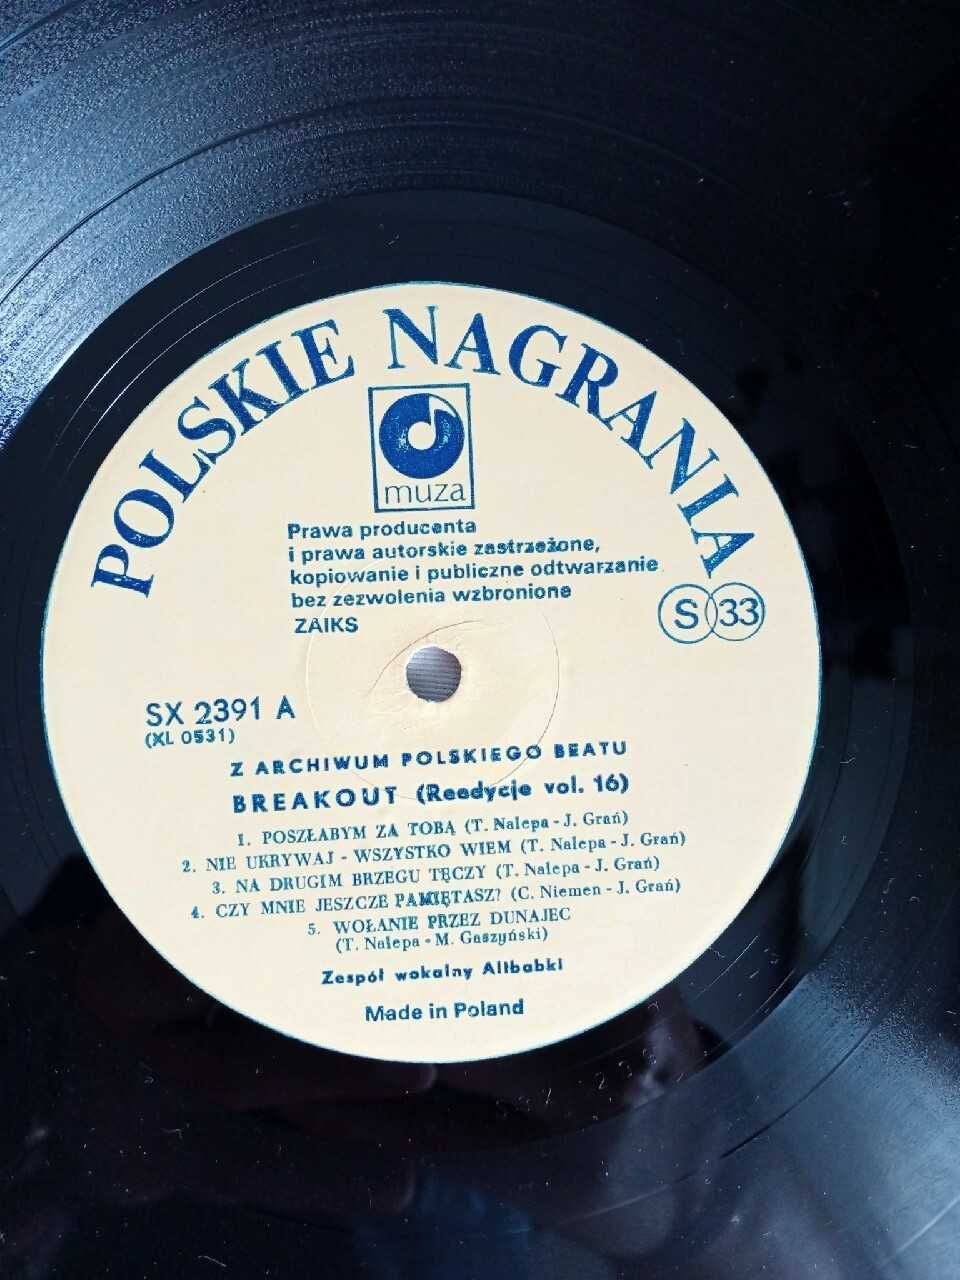 POLSKIE NAGRANIA
muza
Prawa producenta
i prawa autorskie zastrzeżone,
kopiowanie i publiczne odtwarzanie
bez zezwolenia wzbronione
ZAIKS
S 33
SX 2391 A
(XL 0531)
Z ARCHIWUM POLSKIEGO BEATU
BREAKOUT (Reedycje vol. 16)
1. POSZŁABYM ZA TOBĄ (T. Nalepa - J. Grań)
2. NIE UKRYWAJ - WSZYSTKO WIEM (T. Nalepa - J. Grań)
3. NA DRUGIM BRZEGU TĘCZY (T. Nalepa - J. Grań)
4. CZY MNIE JESZCZE PAMIĘTASZ? (C. Niemen - J. Grań)
5. WOŁANIE PRZEZ DUNAJEC
(T. Nalepa - M. Gaszyński)
Zespół wokalny Alibabki
Made in Poland